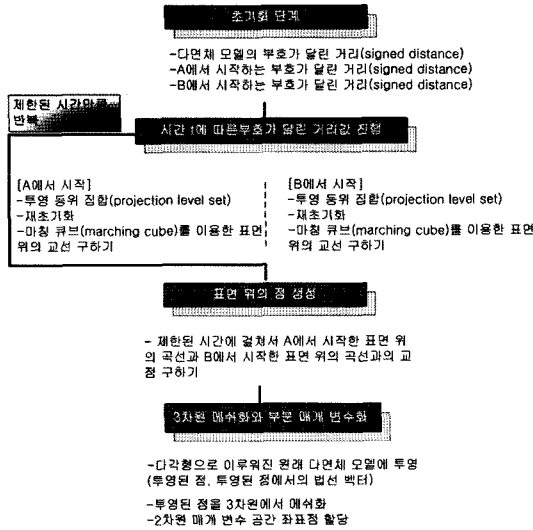 초기화 단계
-다면체 모델의 부호가 달린 거리(signed distance)
-A에서 시작하는 부호가 달린 거리(signed distance)
-B에서 시작하는 부호가 달린 거리(signed distance)
제한된 시간만큼
반복
시간 t에 따른부호가 달린 거리값 진행
[A에서 시작]
-투영 등위 집합(projection level set)
-재초기화
-마칭 큐브(marching cube)를 이용한 표면
위의 교선 구하기
[B에서 시작]
-투영 등위 집합(projection level set)
-재초기화
-마칭 큐브(marching cube)를 이용한 표면
위의 교선 구하기
표면 위의 점 생성
- 제한된 시간에 걸쳐서 A에서 시작한 표면 위
의 곡선과 B에서 시작한 표면 위의 곡선과의 교
점 구하기
3차원 메쉬화와 부분 매개 변수화
-다각형으로 이루워진 원래 다면체 모델에 투영
(투영된 점, 투영된 점에서의 법선 벡터)
-투영된 정을 3차원에서 메쉬화
-2차원 매개 변수 공간 좌표점 할당